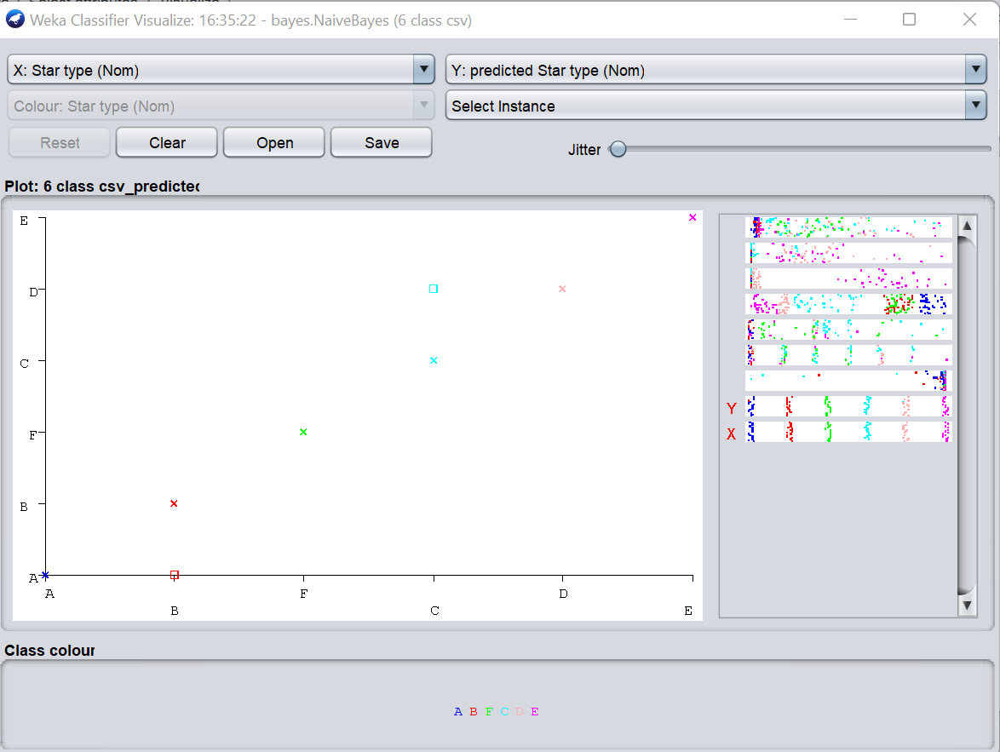 Weka Classifier Visualize: 16:35:22 - bayes.NaiveBayes (6 class csv)
X: Star type (Nom) Y: predicted Star type (Nom)
Colour: Star type (Nom) Select Instance
Reset Clear Open Save Jitter
Plot: 6 class csv_predicted
E
D
C
F
B
A
A F D
B C E
Y
X
Class colour
A B F C D E